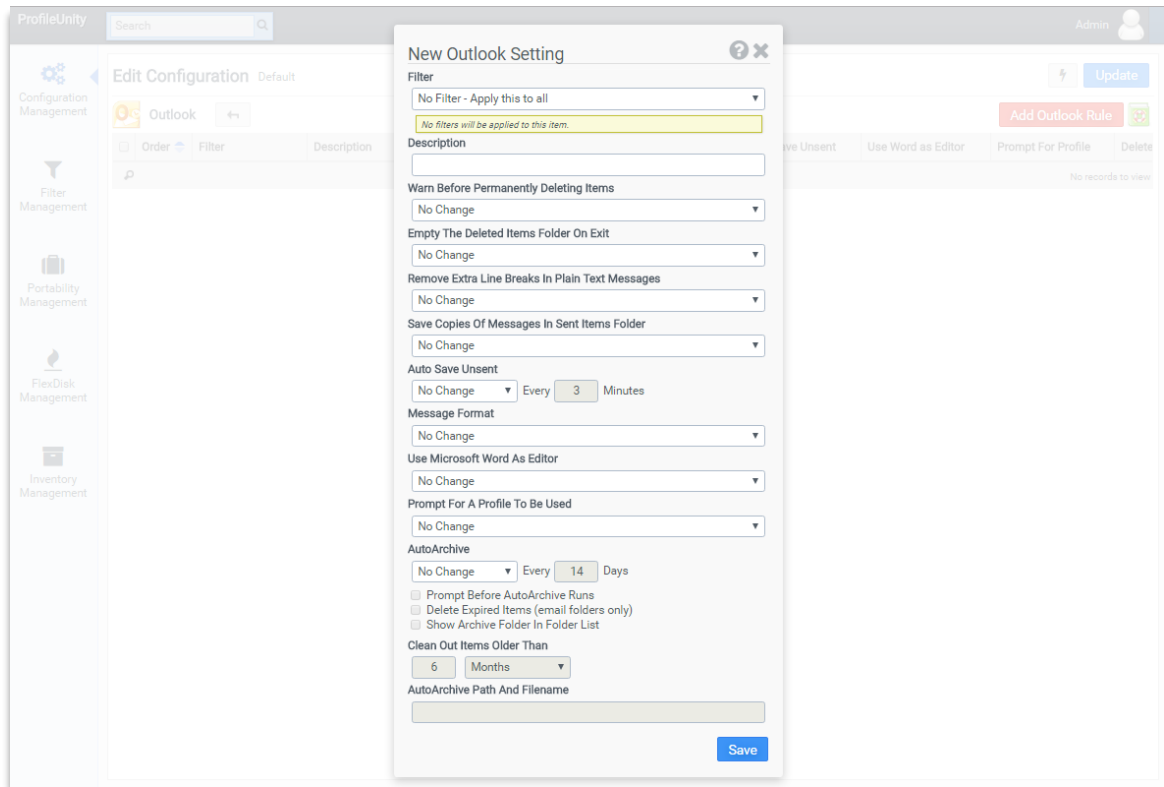 ProfileUnity
Search
Admin
Configuration
Management
Filter
Management
Portability
Management
FlexDisk
Management
Inventory
Management
Edit Configuration Default
Update
Outlook
Add Outlook Rule
Order Filter Description ve Unsent Use Word as Editor Prompt For Profile Delete
No records to view
New Outlook Setting
Filter
No Filter - Apply this to all
No filters will be applied to this item.
Description
Warn Before Permanently Deleting Items
No Change
Empty The Deleted Items Folder On Exit
No Change
Remove Extra Line Breaks In Plain Text Messages
No Change
Save Copies Of Messages In Sent Items Folder
No Change
Auto Save Unsent
No Change Every 3 Minutes
Message Format
No Change
Use Microsoft Word As Editor
No Change
Prompt For A Profile To Be Used
No Change
AutoArchive
No Change Every 14 Days
Prompt Before AutoArchive Runs
Delete Expired Items (email folders only)
Show Archive Folder In Folder List
Clean Out Items Older Than
6 Months
AutoArchive Path And Filename
Save